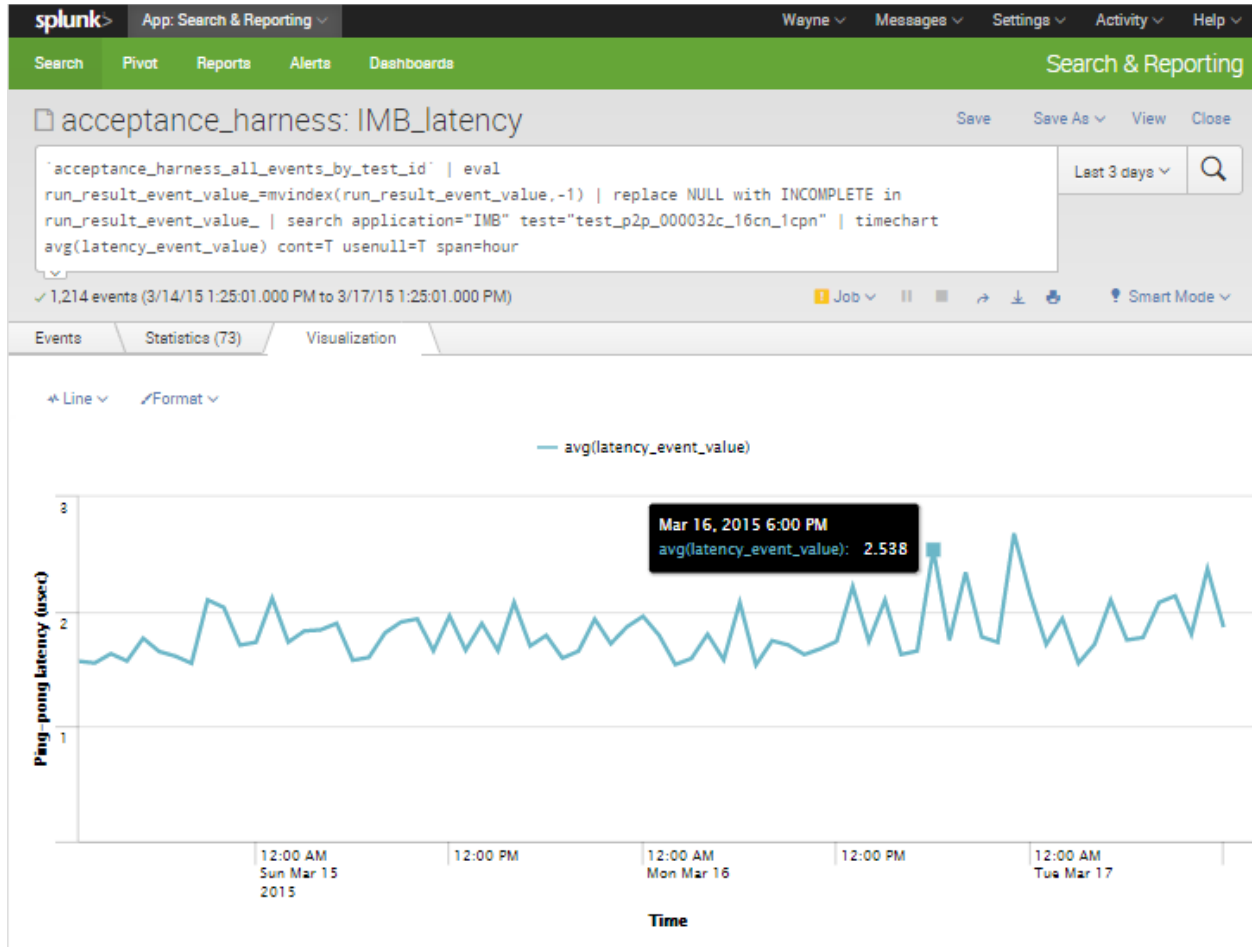 splunk> App: Search & Reporting Wayne Messages Settings Activity Help
Search Pivot Reports Alerts Dashboards Search & Reporting
acceptance_harness: IMB_latency Save Save As View Close
`acceptance_harness_all_events_by_test_id` | eval
run_result_event_value_=mvindex(run_result_event_value,-1) | replace NULL with INCOMPLETE in
run_result_event_value_ | search application="IMB" test="test_p2p_000032c_16cn_1cpn" | timechart
avg(latency_event_value) cont=T usenull=T span=hour
Last 3 days
1,214 events (3/14/15 1:25:01.000 PM to 3/17/15 1:25:01.000 PM) Job Smart Mode
Events Statistics (73) Visualization
Line Format
avg(latency_event_value)
3
Mar 16, 2015 6:00 PM
avg(latency_event_value): 2.538
2
1
Ping-pong latency (usec)
12:00 AM 12:00 PM 12:00 AM 12:00 PM 12:00 AM
Sun Mar 15 Mon Mar 16 Tue Mar 17
2015
Time